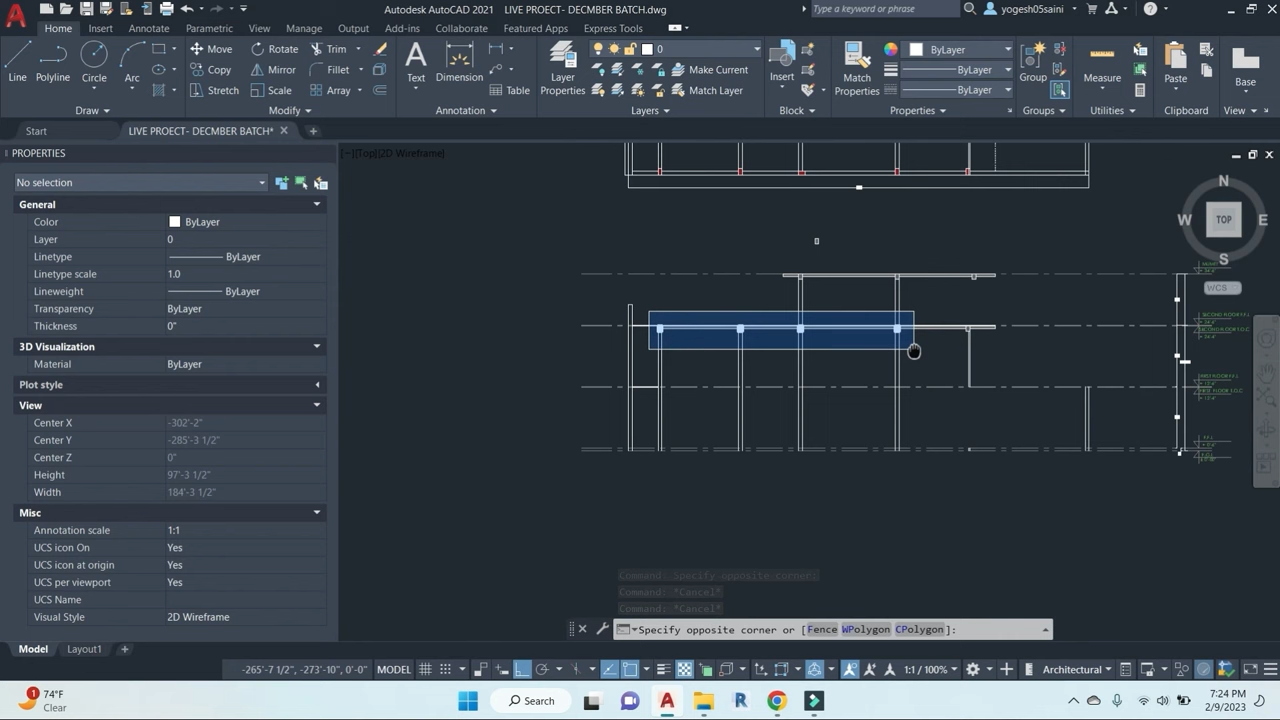 Autodesk AutoCAD 2021 LIVE PROECT- DECMBER BATCH.dwg
Type a keyword or phrase
yogesh05saini
Home Insert Annotate Parametric View Manage Output Add-ins Collaborate Express Tools Featured Apps
Move Rotate Trim
Copy Mirror Fillet
Stretch Scale Array
Line Polyline Circle Arc
Text Dimension Table
Layer Properties
0
Make Current
Match Layer
Insert
Match Properties
ByLayer
ByLayer
ByLayer
Group
Measure
Paste
Base
Draw Modify Annotation Layers Block Properties Groups Utilities Clipboard View
Start LIVE PROECT- DECMBER BATCH*
PROPERTIES
[−][Top][2D Wireframe]
No selection
General
Color ByLayer
Layer 0
Linetype ByLayer
Linetype scale 1.0
Lineweight ByLayer
Transparency ByLayer
Thickness 0"
3D Visualization
Material ByLayer
Plot style
View
Center X -302'-2"
Center Y -285'-3 1/2"
Center Z 0"
Height 97'-3 1/2"
Width 184'-3 1/2"
Misc
Annotation scale 1:1
UCS icon On Yes
UCS icon at origin Yes
UCS per viewport Yes
UCS Name
Visual Style 2D Wireframe
N
W TOP E
S
WCS
Command: Specify opposite corner:
Command: *Cancel*
Command: *Cancel*
Specify opposite corner or [Fence WPolygon CPolygon]:
Model Layout1
-265'-7 1/2", -273'-10", 0'-0" MODEL 1:1 / 100% Architectural
1
74°F
Clear
Search
7:24 PM
2/9/2023